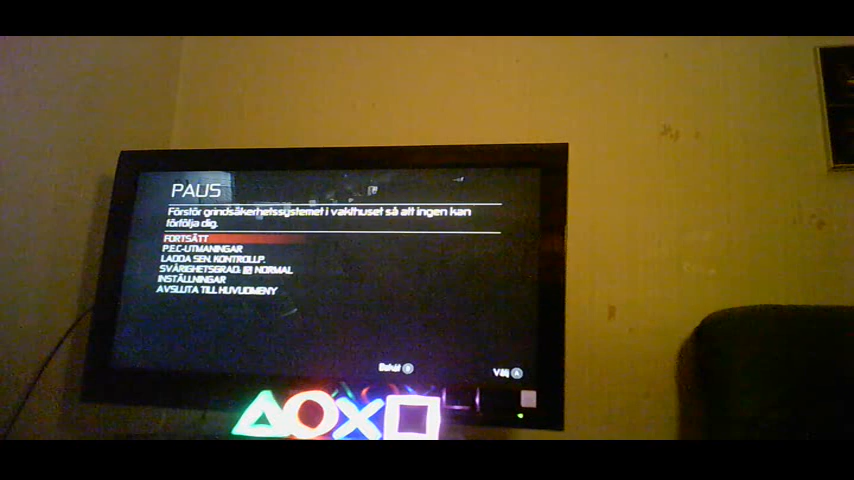 PAUS
Förstör grindsäkerhetssystemet i vakthuset så att ingen kan
förfölja dig.
FORTSÄTT
P.E.C-UTMANINGAR
LADDA SEN. KONTROLLP.
SVÅRIGHETSGRAD: NORMAL
INSTÄLLNINGAR
AVSLUTA TILL HUVUDMENY
Bakåt B
Välj A